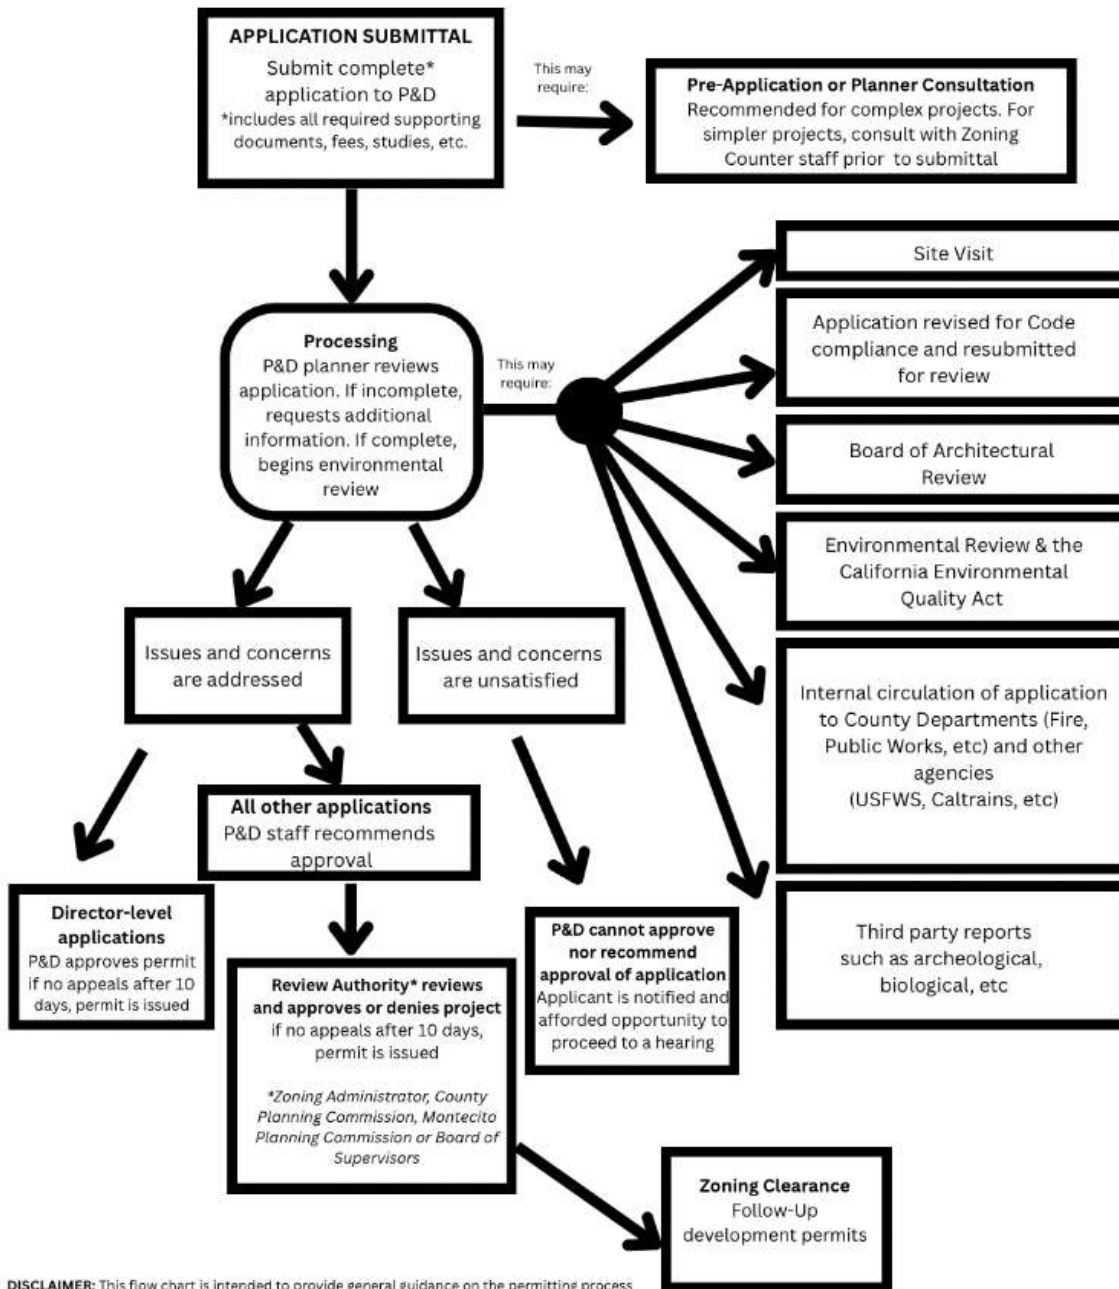 APPLICATION SUBMITTAL
Submit complete*
application to P&D
*includes all required supporting
documents, fees, studies, etc.
This may
require:
Pre-Application or Planner Consultation
Recommended for complex projects. For
simpler projects, consult with Zoning
Counter staff prior to submittal
Processing
P&D planner reviews
application. If incomplete,
requests additional
information. If complete,
begins environmental
review
This may
require:
Site Visit
Application revised for Code
compliance and resubmitted
for review
Board of Architectural
Review
Environmental Review & the
California Environmental
Quality Act
Internal circulation of application
to County Departments (Fire,
Public Works, etc) and other
agencies
(USFWS, Caltrains, etc)
Third party reports
such as archeological,
biological, etc
Issues and concerns
are addressed
Issues and concerns
are unsatisfied
All other applications
P&D staff recommends
approval
Director-level
applications
P&D approves permit
if no appeals after 10
days, permit is issued
Review Authority* reviews
and approves or denies project
if no appeals after 10 days,
permit is issued
*Zoning Administrator, County
Planning Commission, Montecito
Planning Commission or Board of
Supervisors
P&D cannot approve
nor recommend
approval of application
Applicant is notified and
afforded opportunity to
proceed to a hearing
Zoning Clearance
Follow-Up
development permits
DISCLAIMER: This flow chart is intended to provide general guidance on the permitting process